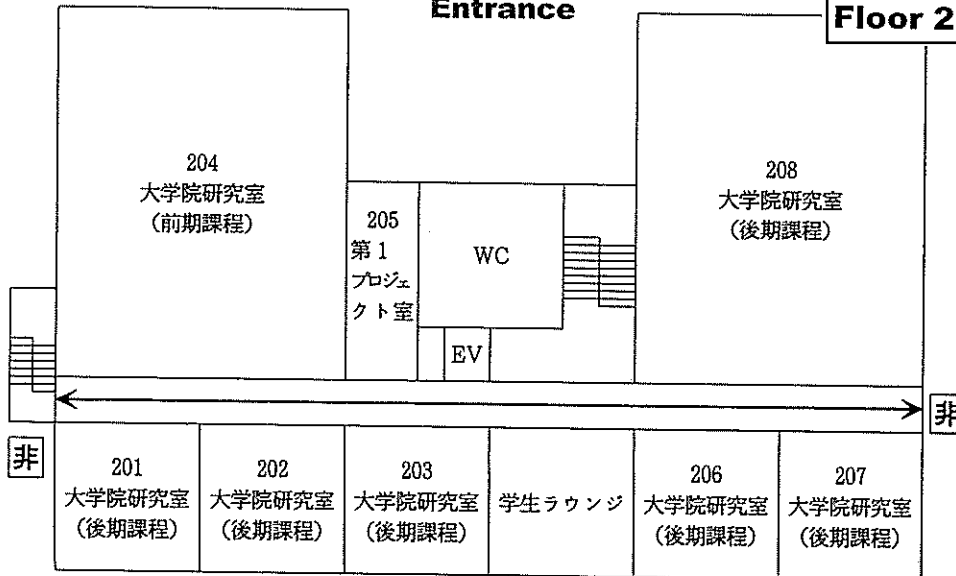 Entrance
Floor 2
204
大学院研究室
（前期課程）
205
第１
プロジェ
クト室
WC
EV
208
大学院研究室
（後期課程）
非
非
201
大学院研究室
（後期課程）
202
大学院研究室
（後期課程）
203
大学院研究室
（後期課程）
学生ラウンジ
206
大学院研究室
（後期課程）
207
大学院研究室
（後期課程）